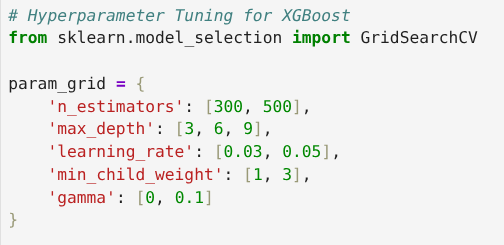 # Hyperparameter Tuning for XGBoost
from sklearn.model_selection import GridSearchCV

param_grid = {
    'n_estimators': [300, 500],
    'max_depth': [3, 6, 9],
    'learning_rate': [0.03, 0.05],
    'min_child_weight': [1, 3],
    'gamma': [0, 0.1]
}